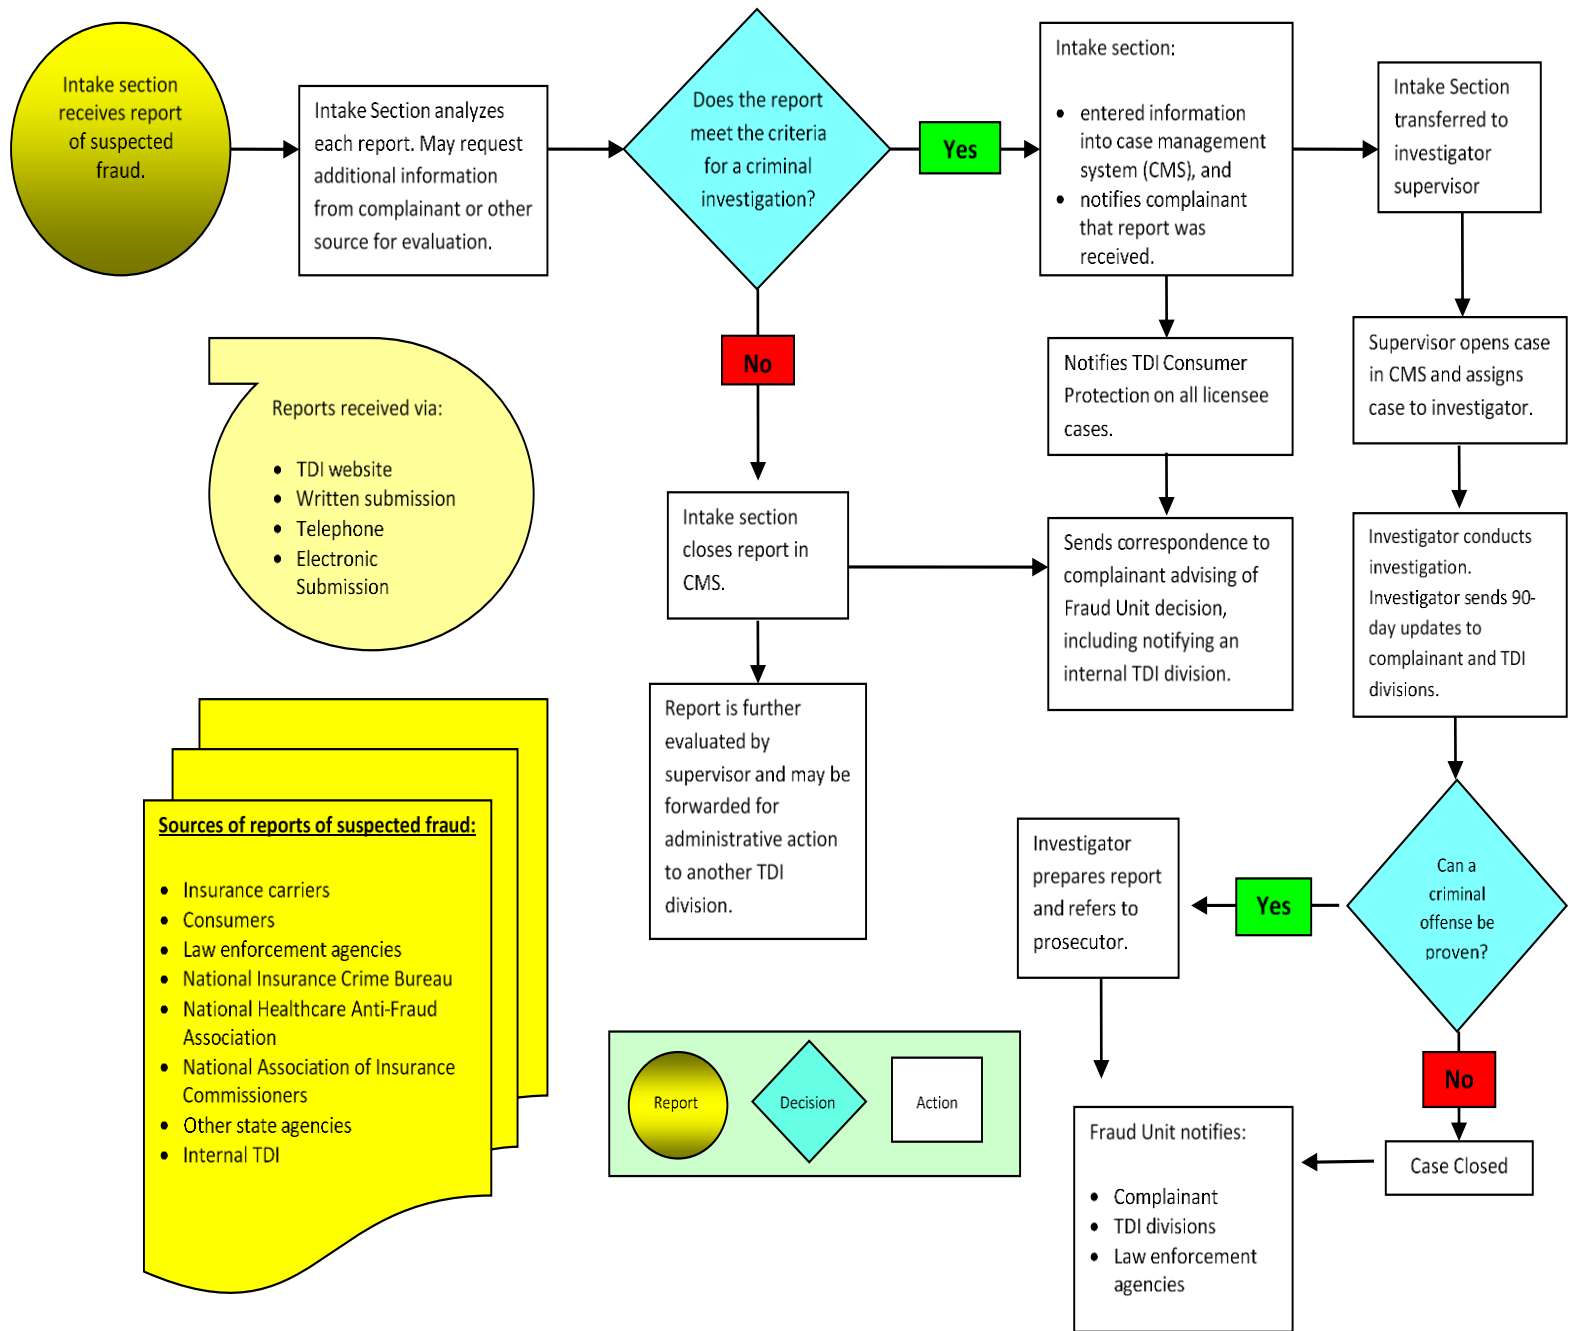 Intake section
receives report
of suspected
fraud.
Intake Section analyzes
each report. May request
additional information
from complainant or other
source for evaluation.
Does the report
meet the criteria
for a criminal
investigation?
Yes
Intake section:
• entered information
into case management
system (CMS), and
• notifies complainant
that report was
received.
Intake Section
transferred to
investigator
supervisor
No
Notifies TDI Consumer
Protection on all licensee
cases.
Supervisor opens case
in CMS and assigns
case to investigator.
Reports received via:
• TDI website
• Written submission
• Telephone
• Electronic
Submission
Intake section
closes report in
CMS.
Sends correspondence to
complainant advising of
Fraud Unit decision,
including notifying an
internal TDI division.
Investigator conducts
investigation.
Investigator sends 90-
day updates to
complainant and TDI
divisions.
Report is further
evaluated by
supervisor and may be
forwarded for
administrative action
to another TDI
division.
Sources of reports of suspected fraud:
• Insurance carriers
• Consumers
• Law enforcement agencies
• National Insurance Crime Bureau
• National Healthcare Anti-Fraud
Association
• National Association of Insurance
Commissioners
• Other state agencies
• Internal TDI
Investigator
prepares report
and refers to
prosecutor.
Yes
Can a
criminal
offense be
proven?
No
Report
Decision
Action
Fraud Unit notifies:
• Complainant
• TDI divisions
• Law enforcement
agencies
Case Closed